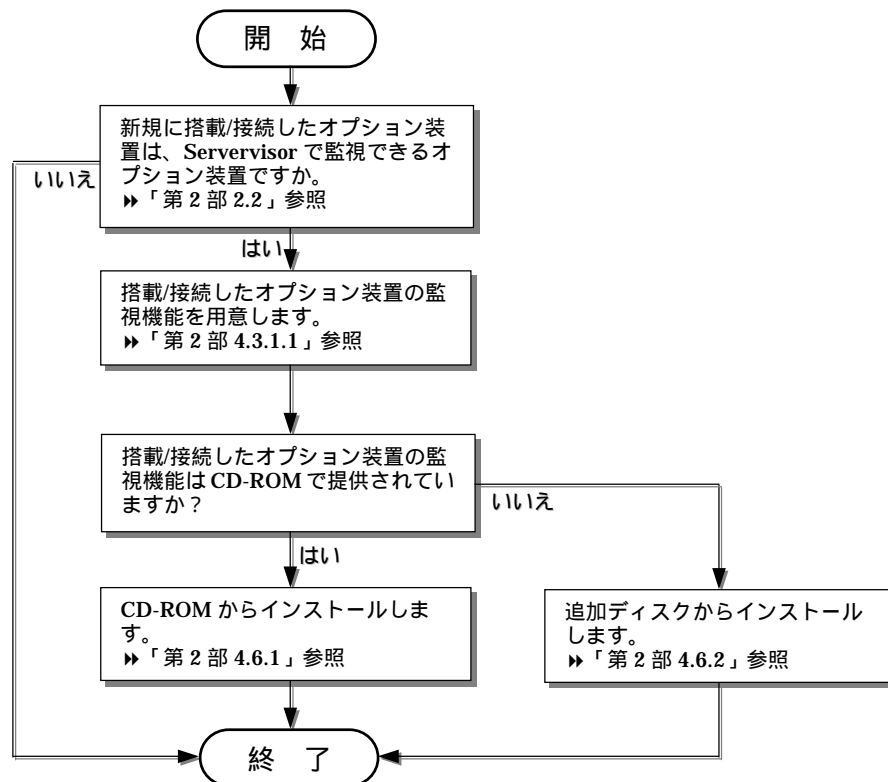 開　始
新規に搭載/接続したオプション装
置は、Servervisor で監視できるオ
プション装置ですか。
「第 2 部 2.2」参照
いいえ
はい
搭載/接続したオプション装置の監
視機能を用意します。
「第 2 部 4.3.1.1」参照
搭載/接続したオプション装置の監
視機能は CD-ROM で提供されてい
ますか？
いいえ
はい
CD-ROM からインストールしま
す。
「第 2 部 4.6.1」参照
追加ディスクからインストール
します。
「第 2 部 4.6.2」参照
終　了